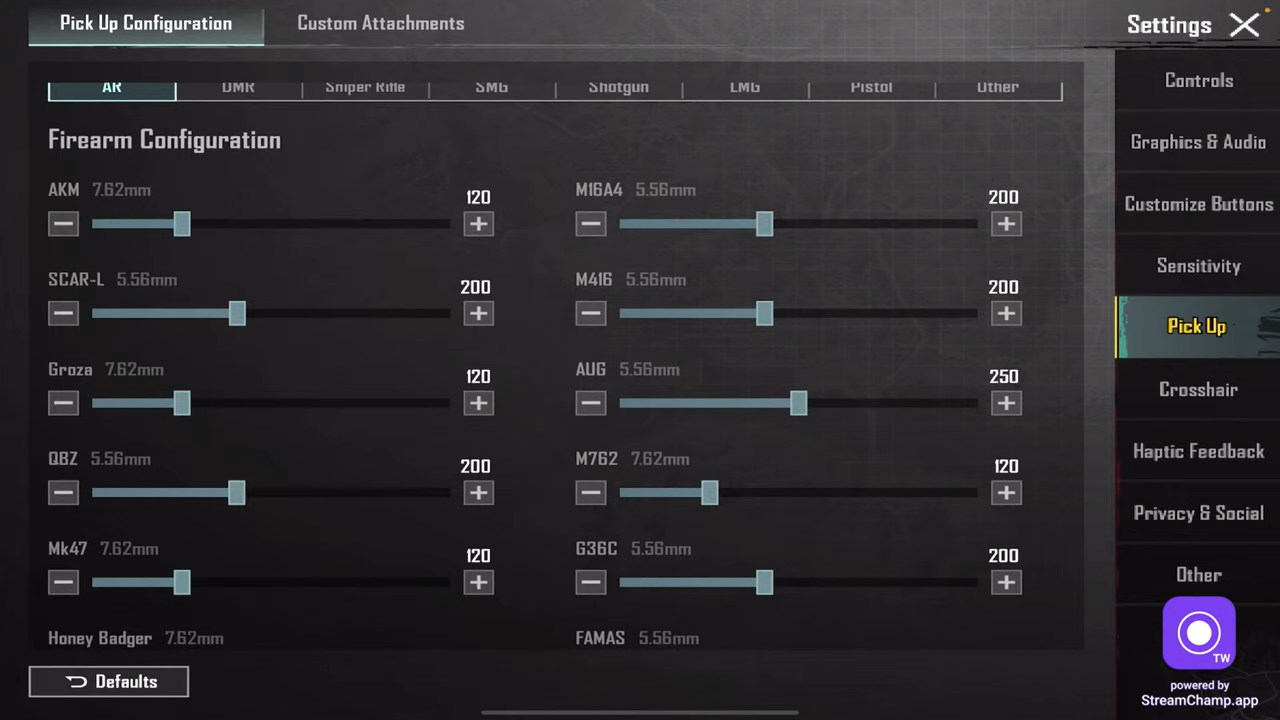 Pick Up Configuration
Custom Attachments
Settings
AR
DMR
Sniper Rifle
SMG
Shotgun
LMG
Pistol
Other
Firearm Configuration
AKM 7.62mm
120
M16A4 5.56mm
200
SCAR-L 5.56mm
200
M416 5.56mm
200
Groza 7.62mm
120
AUG 5.56mm
250
QBZ 5.56mm
200
M762 7.62mm
120
Mk47 7.62mm
120
G36C 5.56mm
200
Honey Badger 7.62mm
FAMAS 5.56mm
Defaults
Controls
Graphics & Audio
Customize Buttons
Sensitivity
Pick Up
Crosshair
Haptic Feedback
Privacy & Social
Other
TW
powered by
StreamChamp.app